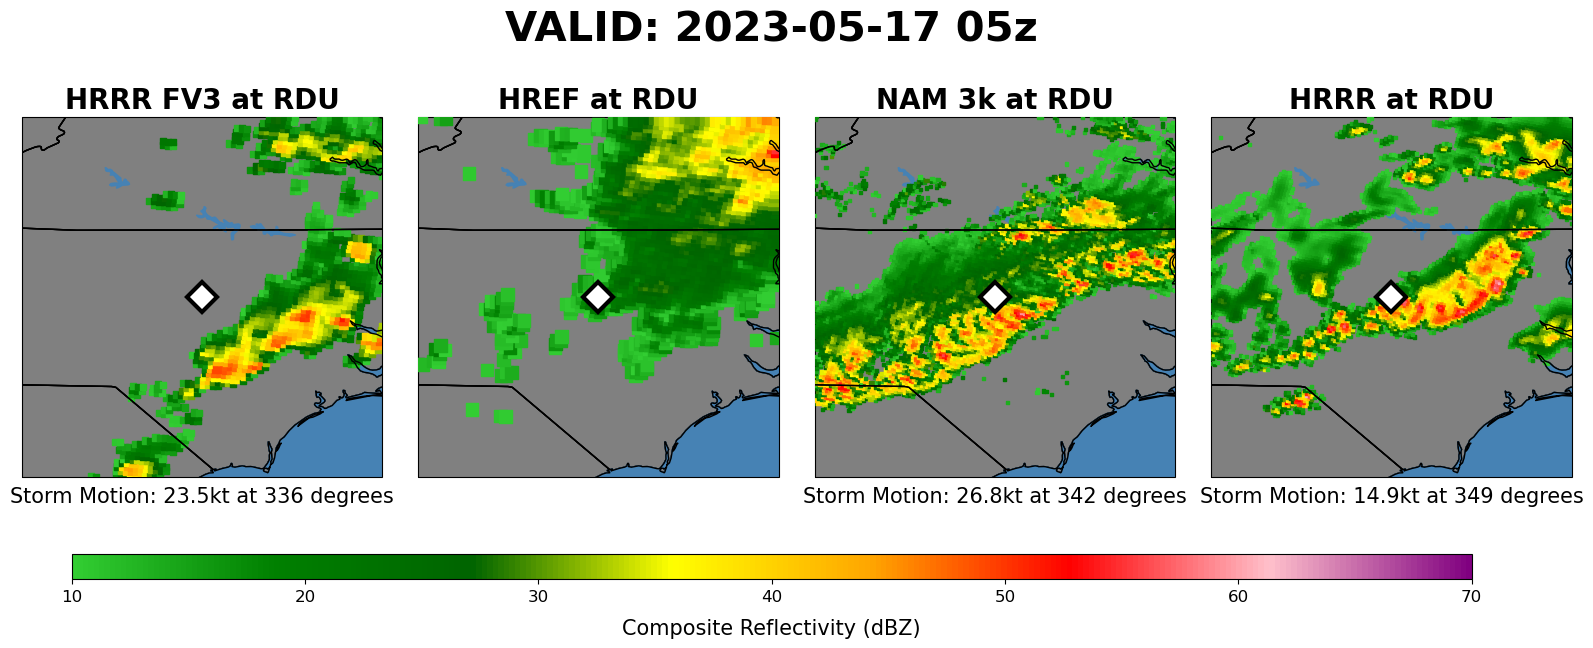 VALID: 2023-05-17 05z
HRRR FV3 at RDU
HREF at RDU
NAM 3k at RDU
HRRR at RDU
Storm Motion: 23.5kt at 336 degrees
Storm Motion: 26.8kt at 342 degrees
Storm Motion: 14.9kt at 349 degrees
10 20 30 40 50 60 70
Composite Reflectivity (dBZ)